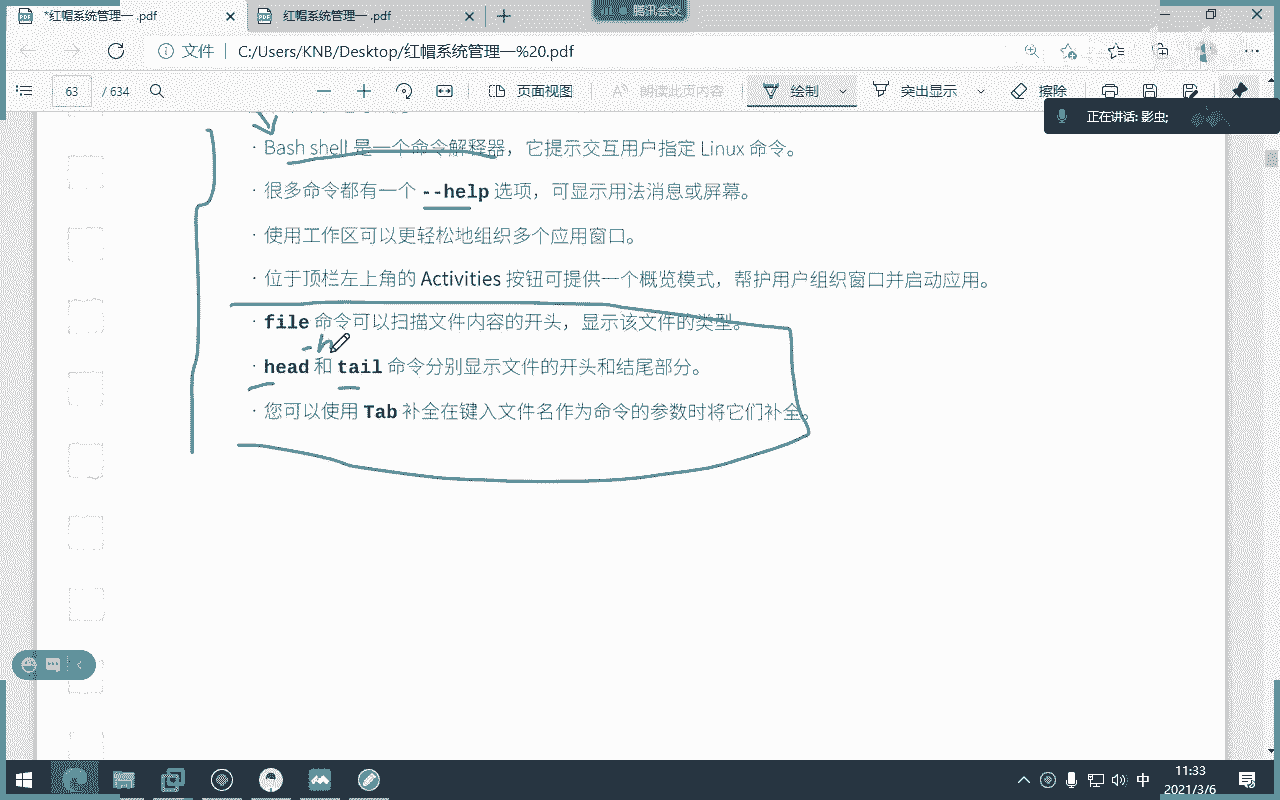 *红帽系统管理一 .pdf
红帽系统管理一 .pdf
腾讯会议
文件 C:/Users/KNB/Desktop/红帽系统管理一%20.pdf
63 / 634 页面视图 朗读此页内容 绘制 突出显示 擦除
正在讲话: 影虫;
· Bash shell 是一个命令解释器，它提示交互用户指定 Linux 命令。
· 很多命令都有一个 --help 选项，可显示用法消息或屏幕。
· 使用工作区可以更轻松地组织多个应用窗口。
· 位于顶栏左上角的 Activities 按钮可提供一个概览模式，帮护用户组织窗口并启动应用。
· file 命令可以扫描文件内容的开头，显示该文件的类型。
-h
· head 和 tail 命令分别显示文件的开头和结尾部分。
· 您可以使用 Tab 补全在键入文件名作为命令的参数时将它们补全。
中
11:33
2021/3/6